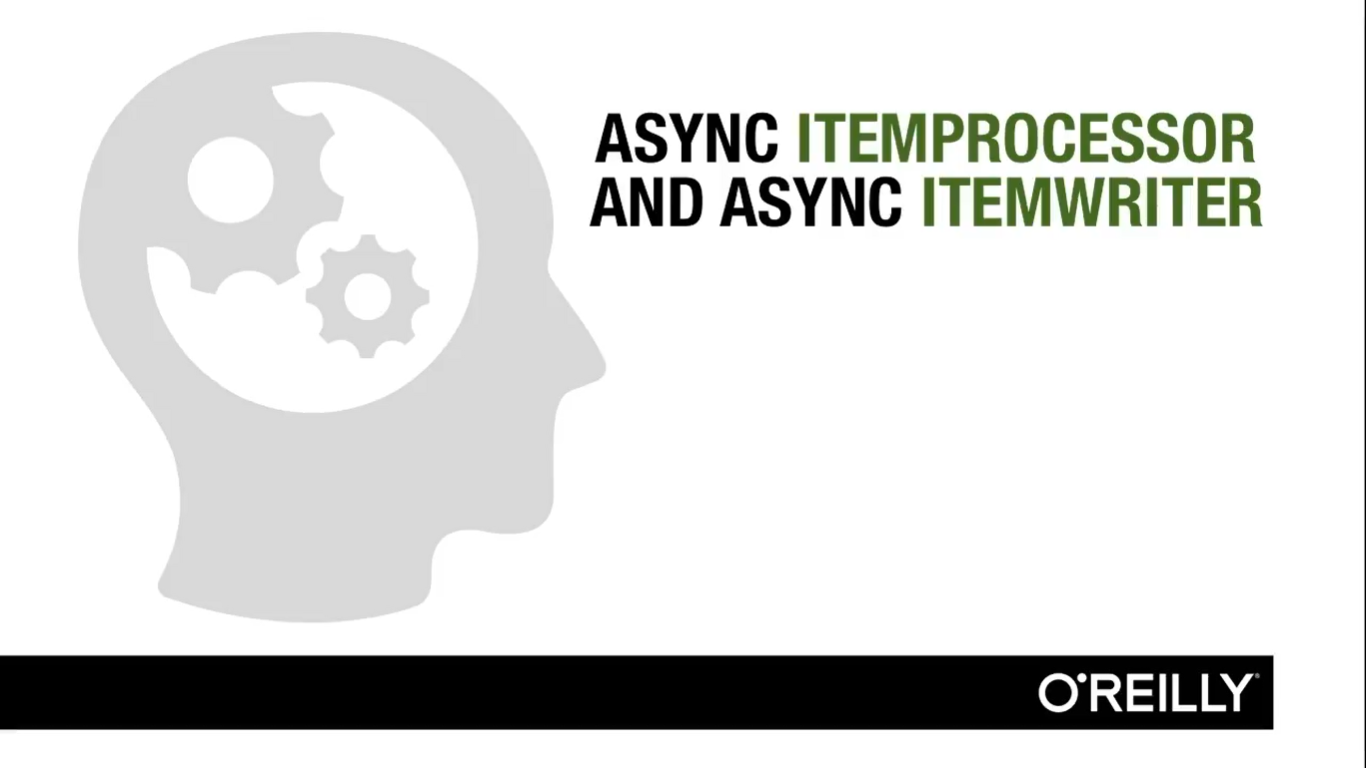 ASYNC ITEMPROCESSOR
AND ASYNC ITEMWRITER
O'REILLY®